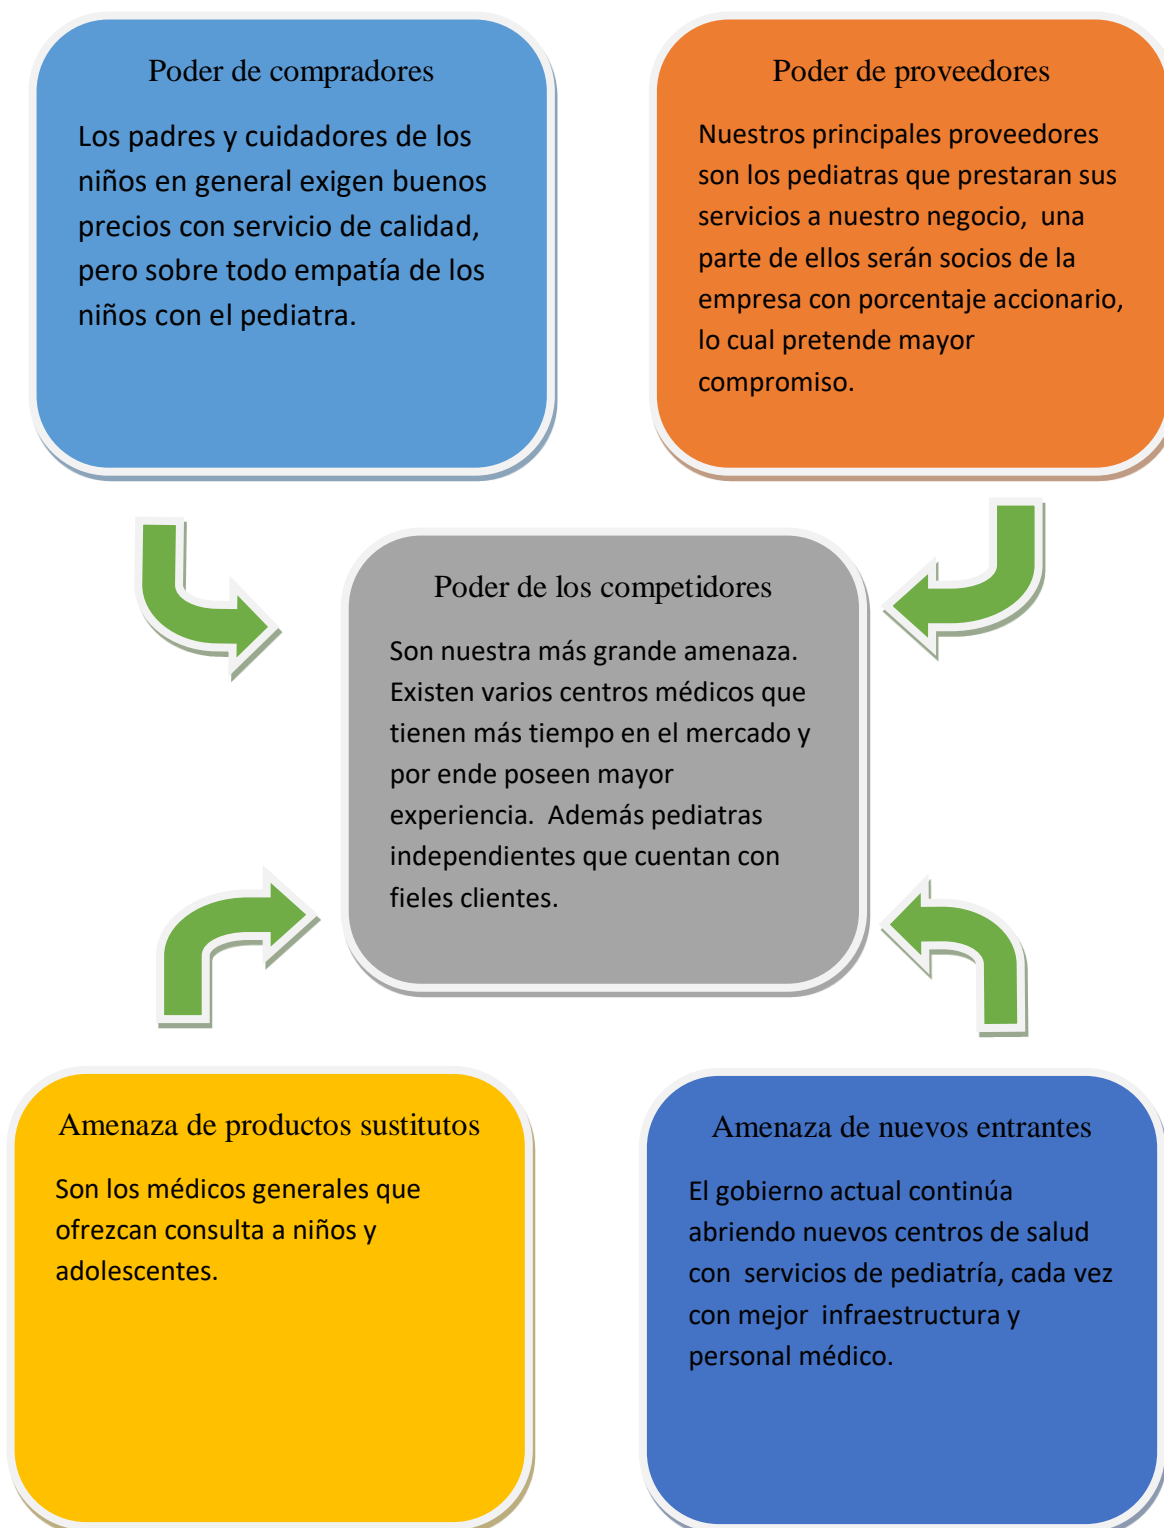 Poder de compradores
Los padres y cuidadores de los
niños en general exigen buenos
precios con servicio de calidad,
pero sobre todo empatía de los
niños con el pediatra.
Poder de proveedores
Nuestros principales proveedores
son los pediatras que prestaran sus
servicios a nuestro negocio, una
parte de ellos serán socios de la
empresa con porcentaje accionario,
lo cual pretende mayor
compromiso.
Poder de los competidores
Son nuestra más grande amenaza.
Existen varios centros médicos que
tienen más tiempo en el mercado y
por ende poseen mayor
experiencia. Además pediatras
independientes que cuentan con
fieles clientes.
Amenaza de productos sustitutos
Son los médicos generales que
ofrezcan consulta a niños y
adolescentes.
Amenaza de nuevos entrantes
El gobierno actual continúa
abriendo nuevos centros de salud
con servicios de pediatría, cada vez
con mejor infraestructura y
personal médico.